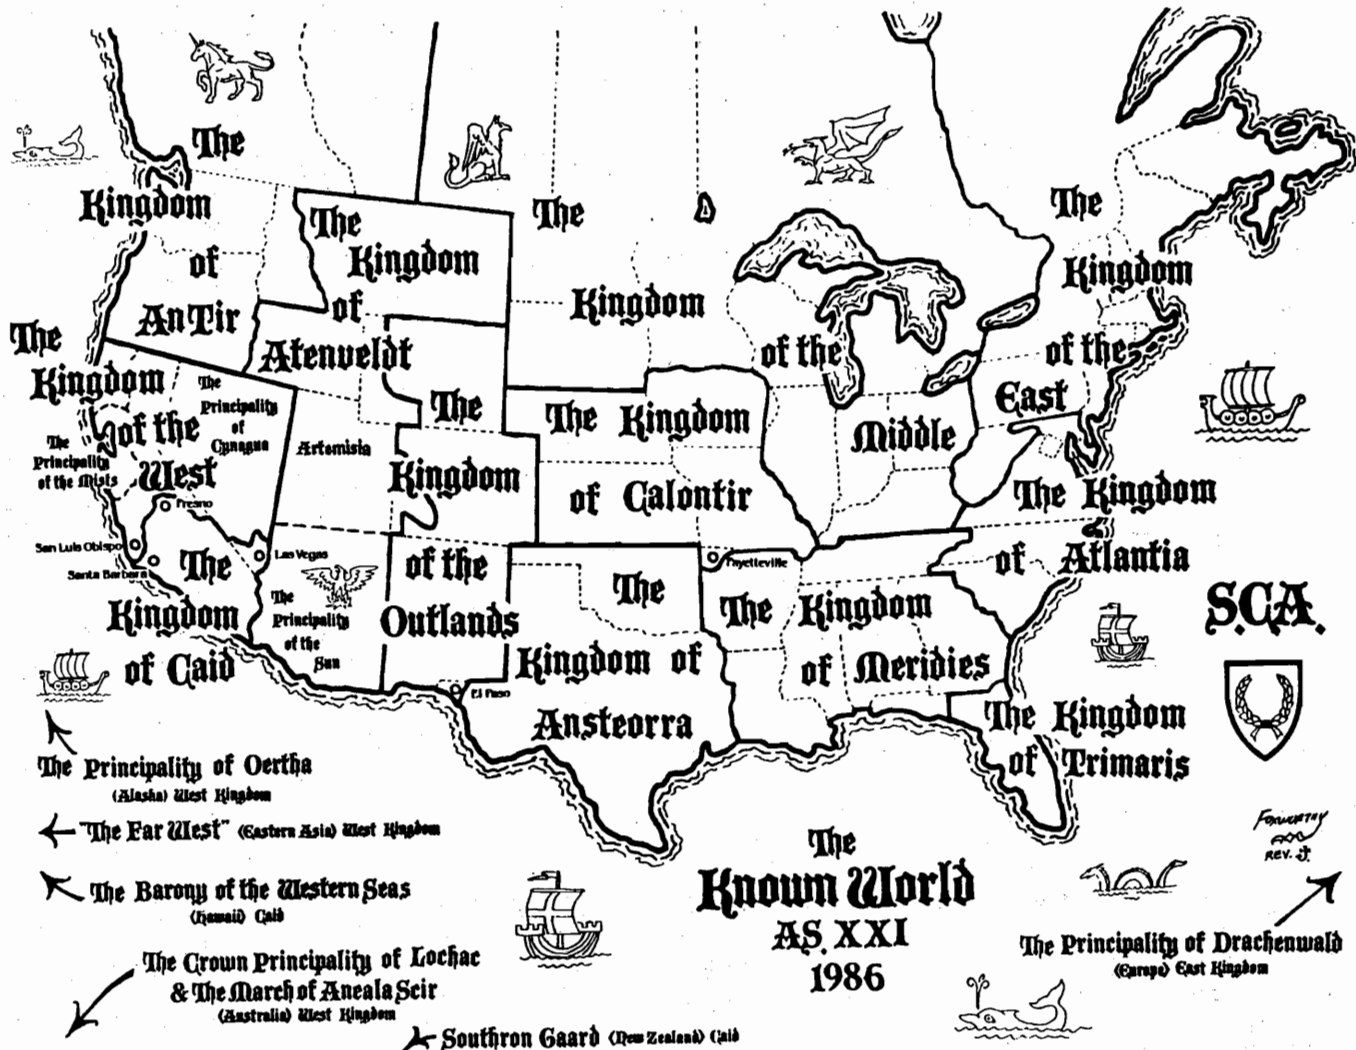 The
Kingdom
of
AnTir
The
Kingdom
of
Atenveldt
The
Kingdom
of the
Middle
The
Kingdom
of the
East
The
Kingdom
of the
West
The
Principality
of the Mists
The
Principality
of
Cynagua
Artemisia
The
Kingdom
of the
Outlands
The Kingdom
of Calontir
The Kingdom
of Atlantia
Fresno
San Luis Obispo
Santa Barbara
Las Vegas
The
Kingdom
of Caid
The
Principality
of the
Sun
El Paso
The
Kingdom of
Ansteorra
Fayetteville
The Kingdom
of Meridies
The Kingdom
of Trimaris
S.C.A.
The Principality of Oertha
(Alaska) West Kingdom
"The Far West" (Eastern Asia) West Kingdom
The Barony of the Western Seas
(Hawaii) Caid
The Crown Principality of Lochac
& The March of Aneala Scir
(Australia) West Kingdom
Southron Gaard (New Zealand) Caid
The
Known World
A.S. XXI
1986
Foxworthy
REV. J
The Principality of Drachenwald
(Europe) East Kingdom